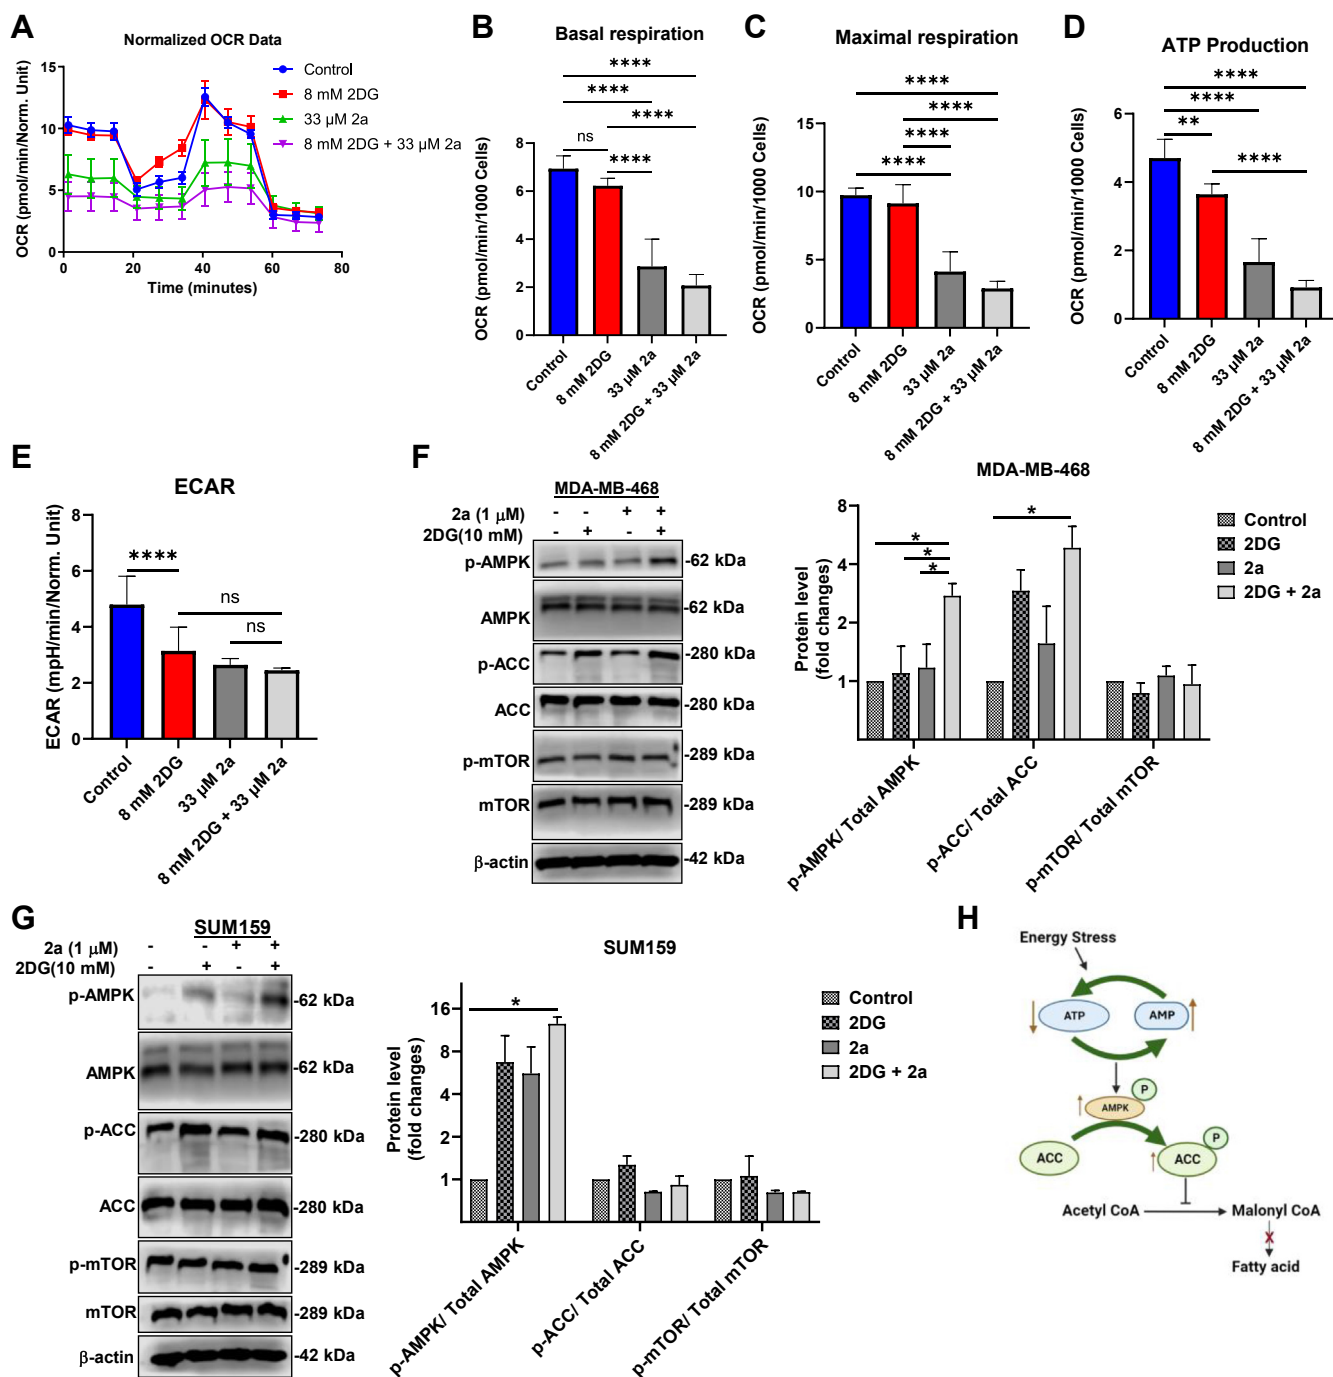 A
Normalized OCR Data
OCR (pmol/min/Norm. Unit)
15
10
5
0
0
20
40
60
80
Time (minutes)
Control
8 mM 2DG
33 μM 2a
8 mM 2DG + 33 μM 2a
B
Basal respiration
OCR (pmol/min/1000 Cells)
8
6
4
2
0
****
****
****
ns
****
Control
8 mM 2DG
33 μM 2a
8 mM 2DG + 33 μM 2a
C
Maximal respiration
OCR (pmol/min/1000 Cells)
15
10
5
0
****
****
****
****
Control
8 mM 2DG
33 μM 2a
8 mM 2DG + 33 μM 2a
D
ATP Production
OCR (pmol/min/1000 Cells)
6
4
2
0
****
****
**
****
Control
8 mM 2DG
33 μM 2a
8 mM 2DG + 33 μM 2a
E
ECAR
ECAR (mpH/min/Norm. Unit)
8
6
4
2
0
****
ns
ns
Control
8 mM 2DG
33 μM 2a
8 mM 2DG + 33 μM 2a
F
MDA-MB-468
2a (1 μM) - - + +
2DG(10 mM) - + - +
p-AMPK -62 kDa
AMPK -62 kDa
p-ACC -280 kDa
ACC -280 kDa
p-mTOR -289 kDa
mTOR -289 kDa
β-actin -42 kDa
MDA-MB-468
Protein level
(fold changes)
8
4
2
1
*
*
*
*
p-AMPK/ Total AMPK
p-ACC/ Total ACC
p-mTOR/ Total mTOR
Control
2DG
2a
2DG + 2a
G
SUM159
2a (1 μM) - - + +
2DG(10 mM) - + - +
p-AMPK -62 kDa
AMPK -62 kDa
p-ACC -280 kDa
ACC -280 kDa
p-mTOR -289 kDa
mTOR -289 kDa
β-actin -42 kDa
SUM159
Protein level
(fold changes)
16
8
4
2
1
*
p-AMPK/ Total AMPK
p-ACC/ Total ACC
p-mTOR/ Total mTOR
Control
2DG
2a
2DG + 2a
H
Energy Stress
ATP
AMP
P
AMPK
P
ACC
ACC
Acetyl CoA
Malonyl CoA
X
Fatty acid